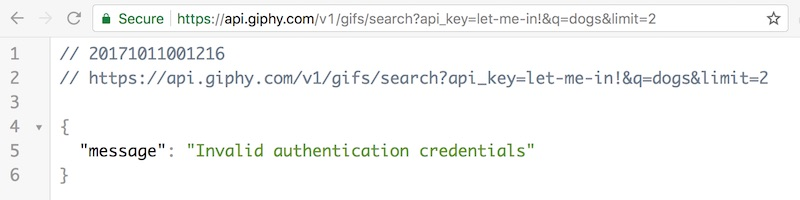 Secure https://api.giphy.com/v1/gifs/search?api_key=let-me-in!&q=dogs&limit=2
1 // 20171011001216
2 // https://api.giphy.com/v1/gifs/search?api_key=let-me-in!&q=dogs&limit=2
3
4 {
5 "message": "Invalid authentication credentials"
6 }